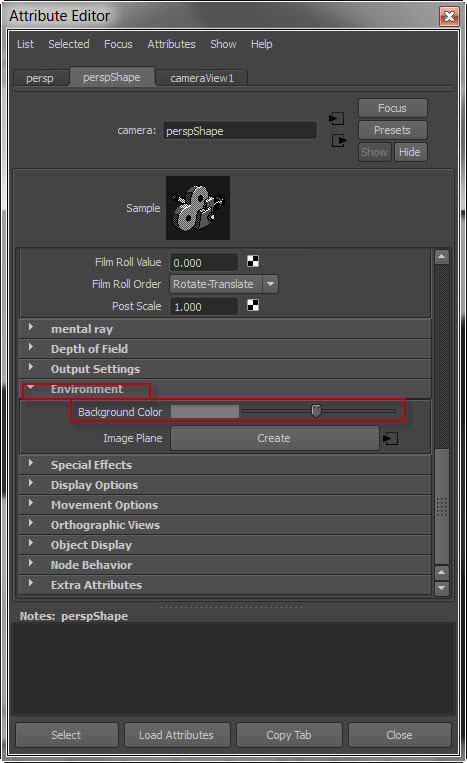 Attribute Editor
List Selected Focus Attributes Show Help
persp perspShape cameraView1
Focus
camera: perspShape Presets
Show Hide
Sample
Film Roll Value 0.000
Film Roll Order Rotate-Translate
Post Scale 1.000
mental ray
Depth of Field
Output Settings
Environment
Background Color
Image Plane Create
Special Effects
Display Options
Movement Options
Orthographic Views
Object Display
Node Behavior
Extra Attributes
Notes: perspShape
Select Load Attributes Copy Tab Close